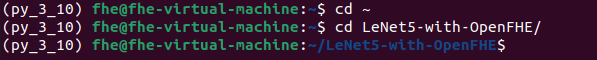 (py_3_10) fhe@fhe-virtual-machine:~$ cd ~
(py_3_10) fhe@fhe-virtual-machine:~$ cd LeNet5-with-OpenFHE/
(py_3_10) fhe@fhe-virtual-machine:~/LeNet5-with-OpenFHE$